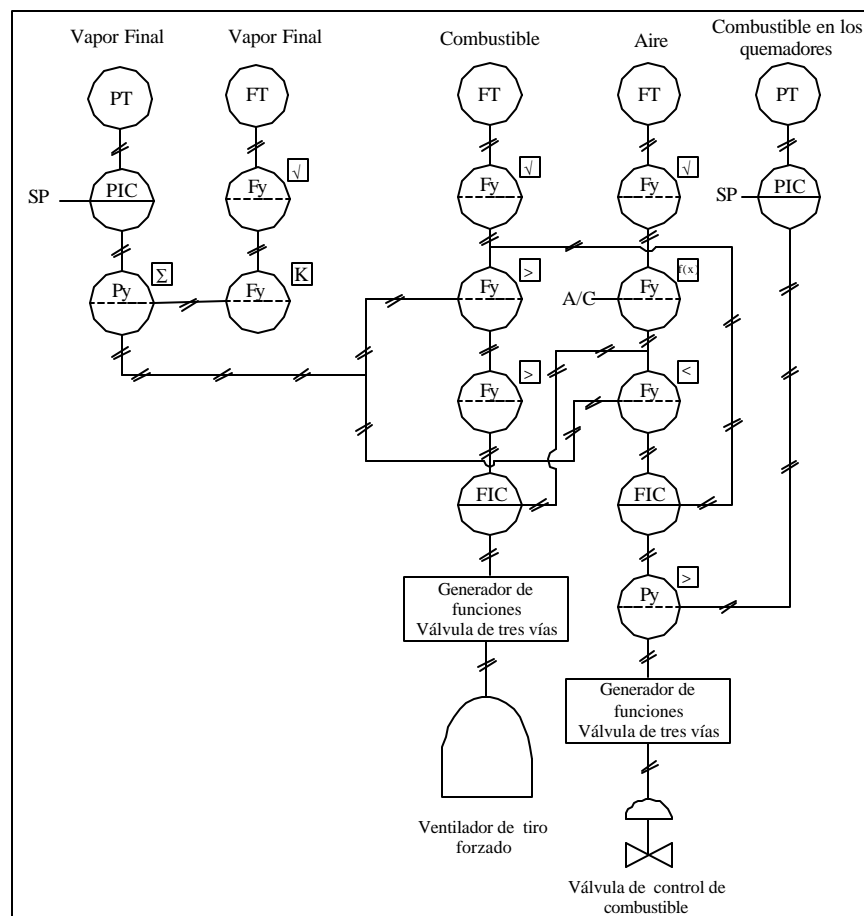 Vapor Final
Vapor Final
Combustible
Aire
Combustible en los
quemadores
PT
FT
FT
FT
PT
SP
PIC
Fy
√
Fy
√
Fy
√
SP
PIC
Py
Σ
Fy
K
Fy
>
A/C
Fy
f(x)
Fy
>
Fy
<
FIC
FIC
Generador de
funciones
Válvula de tres vías
Py
>
Generador de
funciones
Válvula de tres vías
Ventilador de tiro
forzado
Válvula de control de
combustible